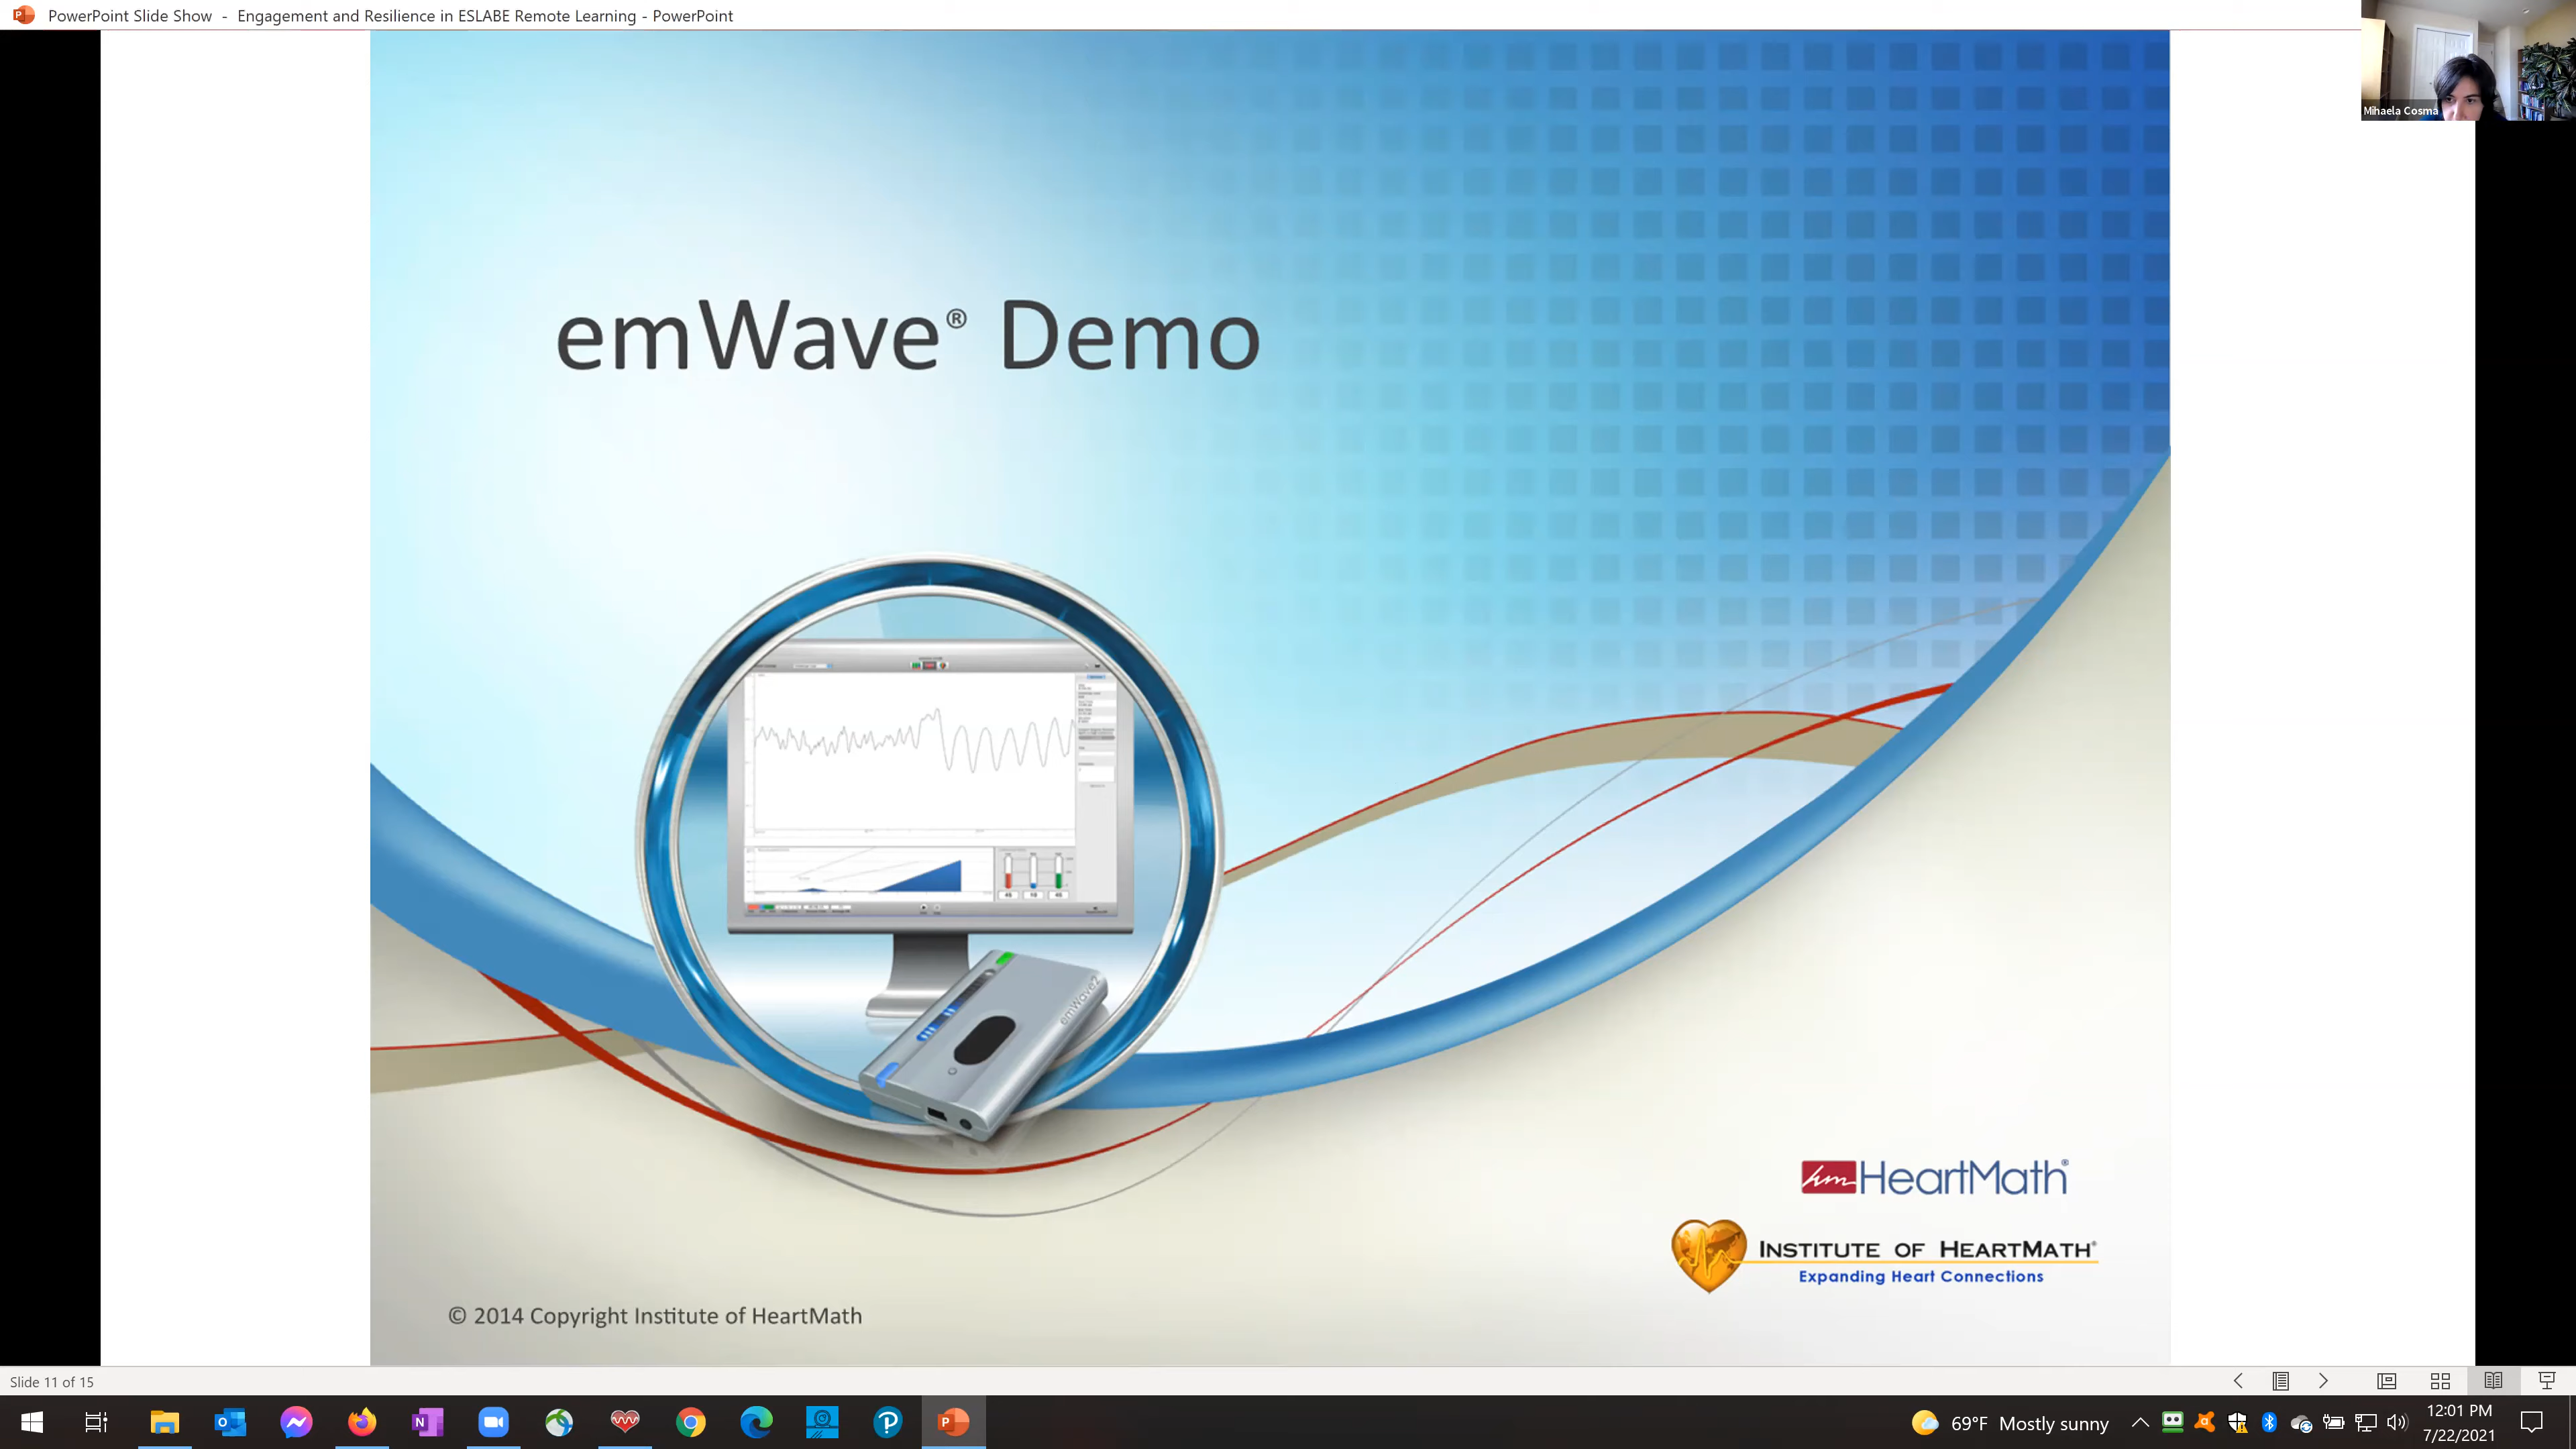 PowerPoint Slide Show - Engagement and Resilience in ESLABE Remote Learning - PowerPoint
Mihaela Cosma
emWave® Demo
emWave2
hm HeartMath®
INSTITUTE OF HEARTMATH®
Expanding Heart Connections
© 2014 Copyright Institute of HeartMath
Slide 11 of 15
69°F Mostly sunny
12:01 PM
7/22/2021